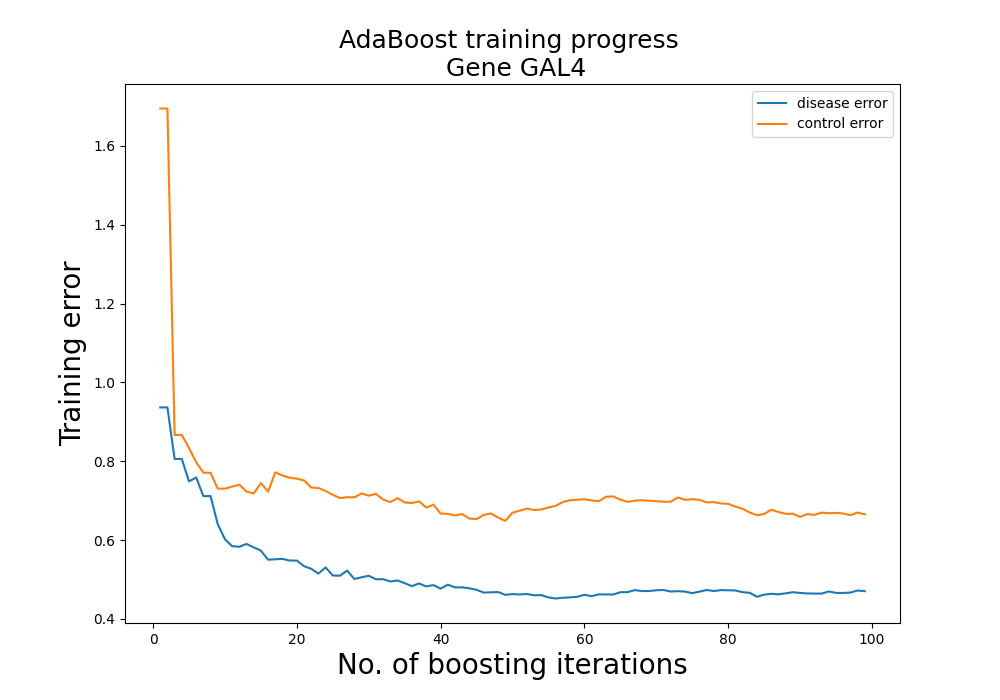 AdaBoost training progress
Gene GAL4
disease error
control error
1.6
1.4
1.2
1.0
0.8
0.6
0.4
Training error
0 20 40 60 80 100
No. of boosting iterations